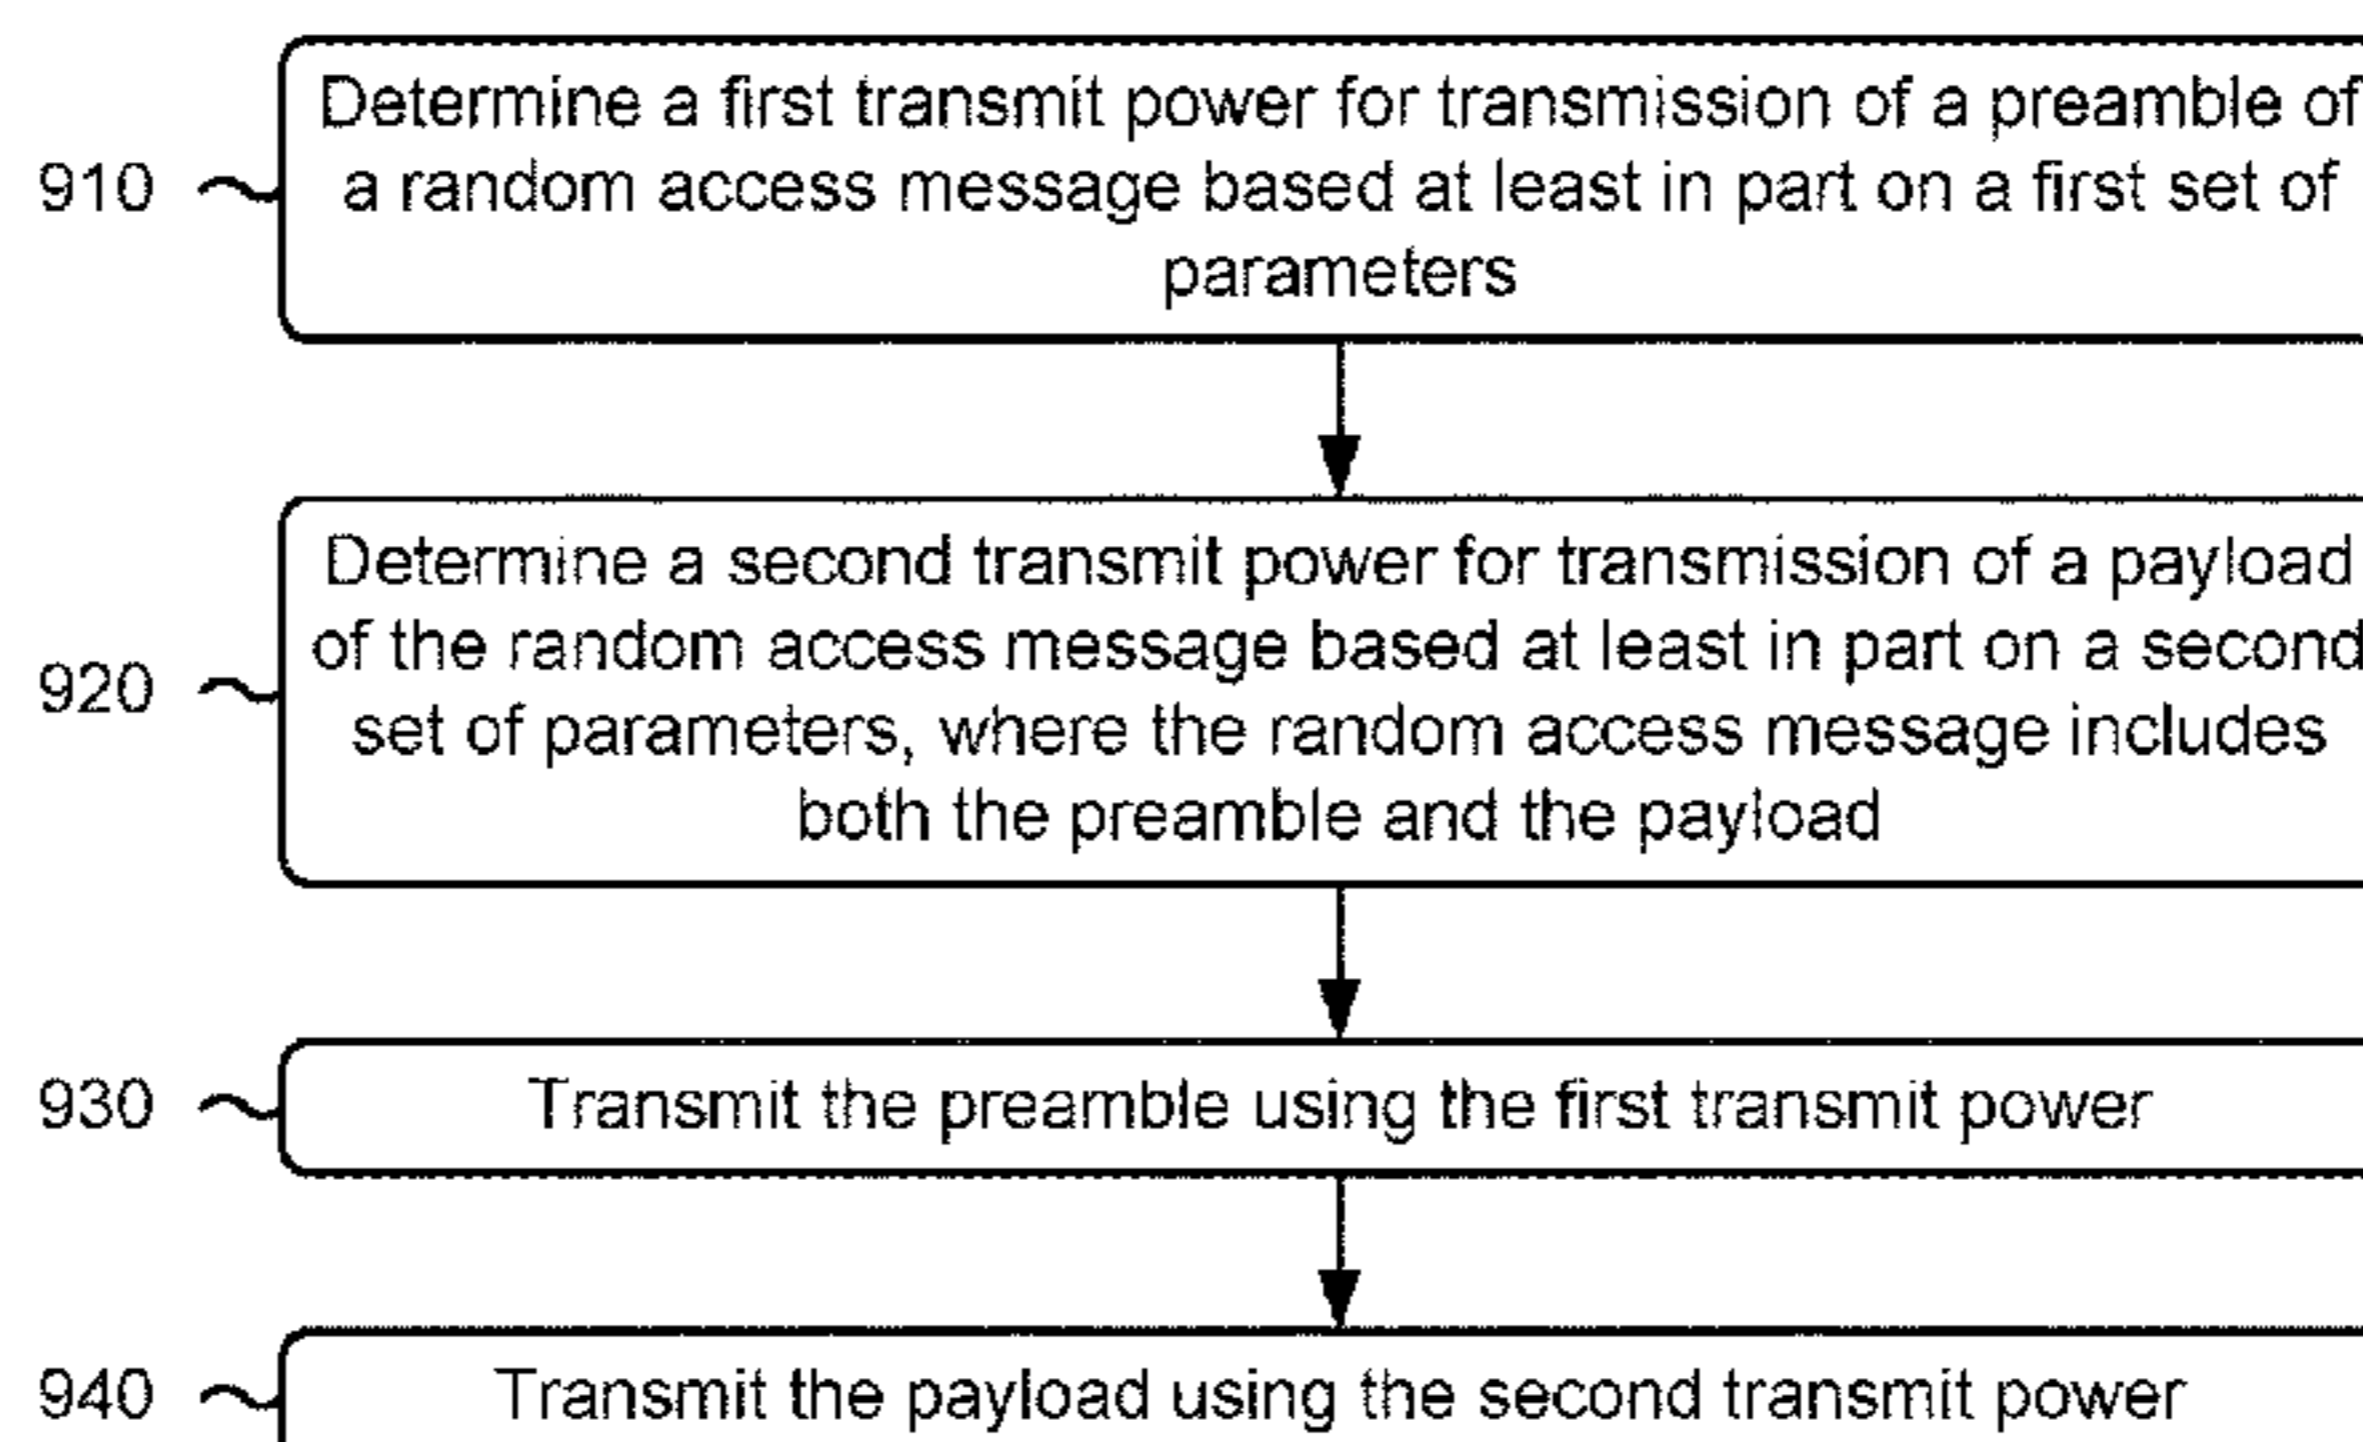 Determine a first transmit power for transmission of a preamble of
910 a random access message based at least in part on a first set of
parameters
Determine a second transmit power for transmission of a payload
of the random access message based at least in part on a second
920
set of parameters, where the random access message includes
both the preamble and the payload
930 Transmit the preamble using the first transmit power
940 Transmit the payload using the second transmit power